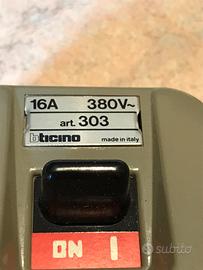 16A 380V~
art. 303
bticino made in italy
ON I
subito